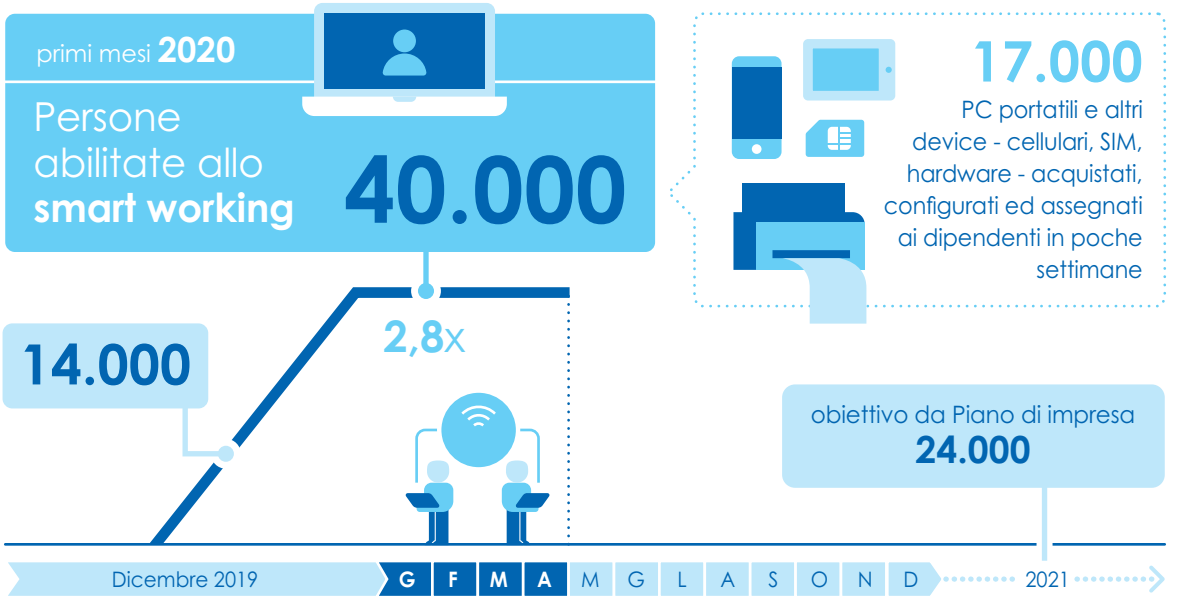 primi mesi 2020
Persone
abilitate allo
smart working
40.000
17.000
PC portatili e altri
device - cellulari, SIM,
hardware - acquistati,
configurati ed assegnati
ai dipendenti in poche
settimane
14.000
2,8x
obiettivo da Piano di impresa
24.000
Dicembre 2019 G F M A M G L A S O N D 2021